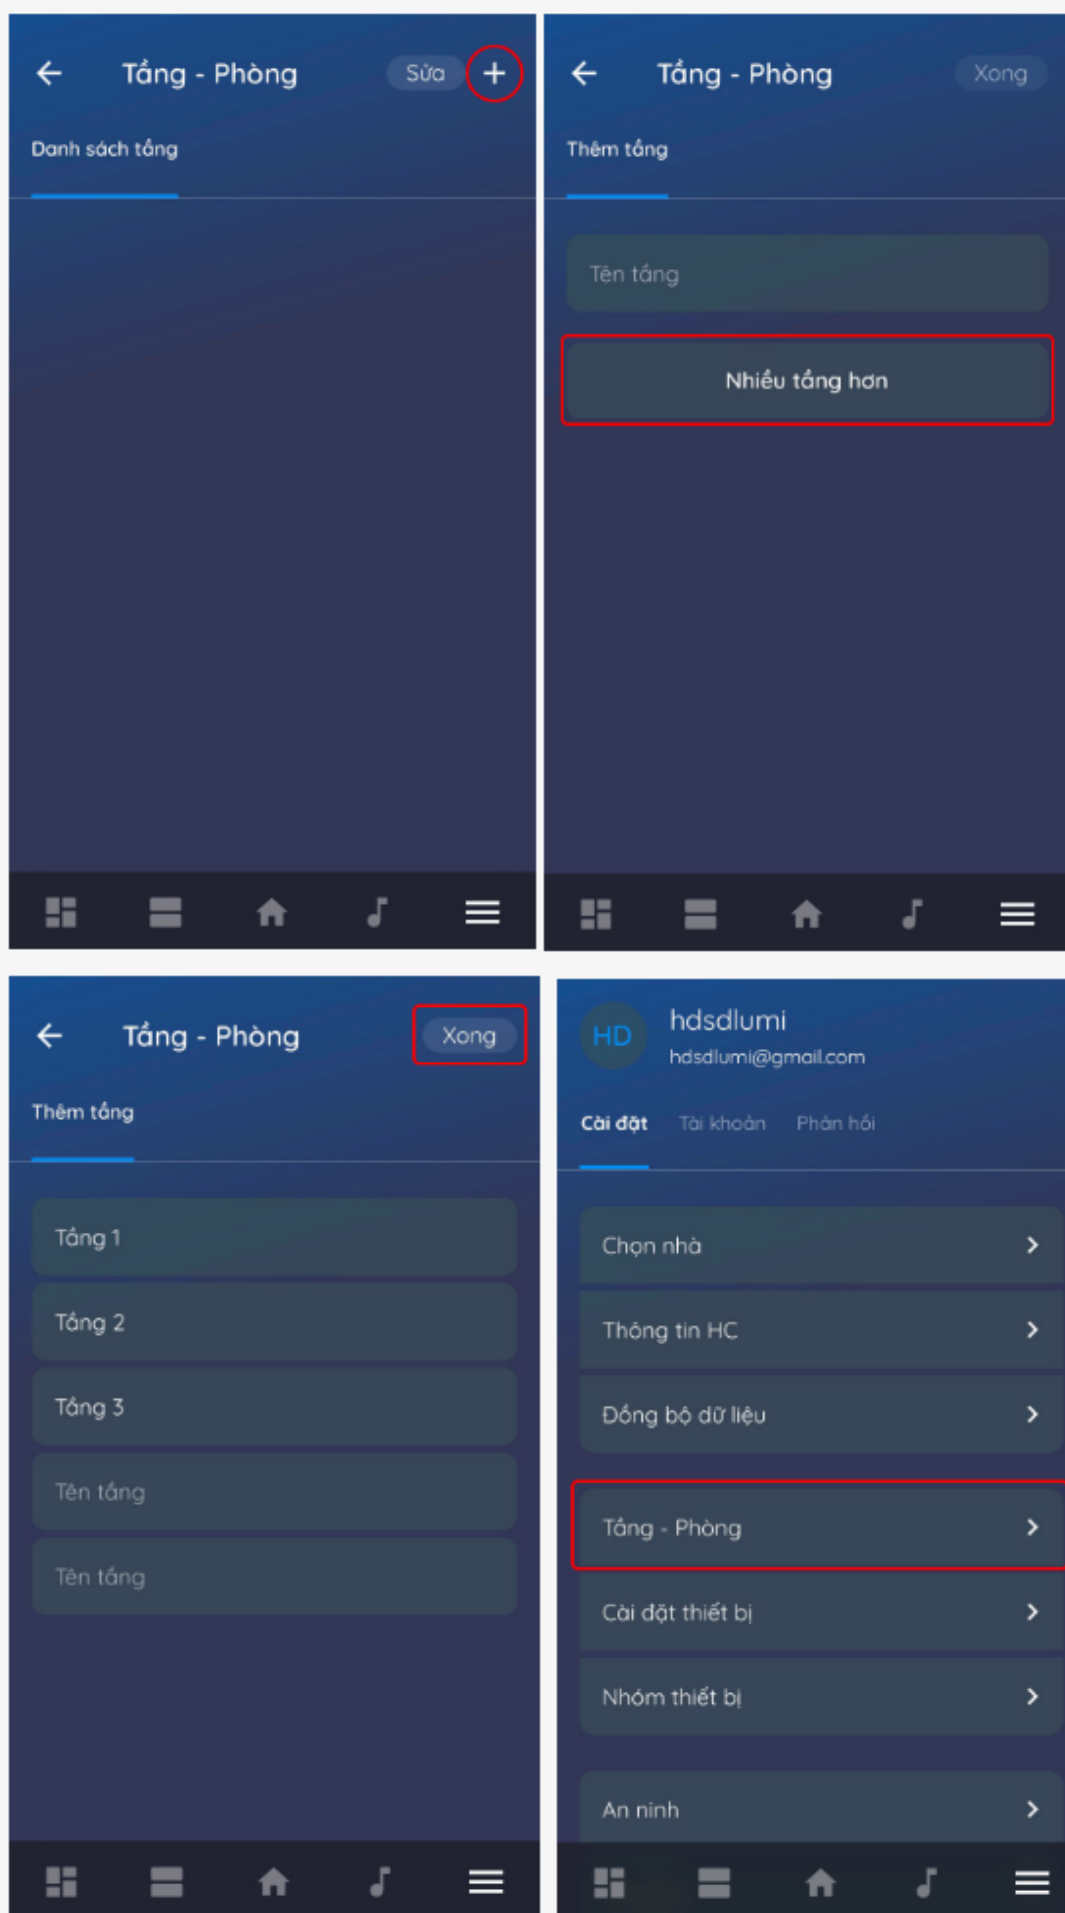 Tầng - Phòng
Sửa
Danh sách tầng
Tầng - Phòng
Xong
Thêm tầng
Tên tầng
Nhiều tầng hơn
Tầng - Phòng
Xong
Thêm tầng
Tầng 1
Tầng 2
Tầng 3
Tên tầng
Tên tầng
HD
hdsdlumi
hdsdlumi@gmail.com
Cài đặt Tài khoản Phản hồi
Chọn nhà
Thông tin HC
Đồng bộ dữ liệu
Tầng - Phòng
Cài đặt thiết bị
Nhóm thiết bị
An ninh